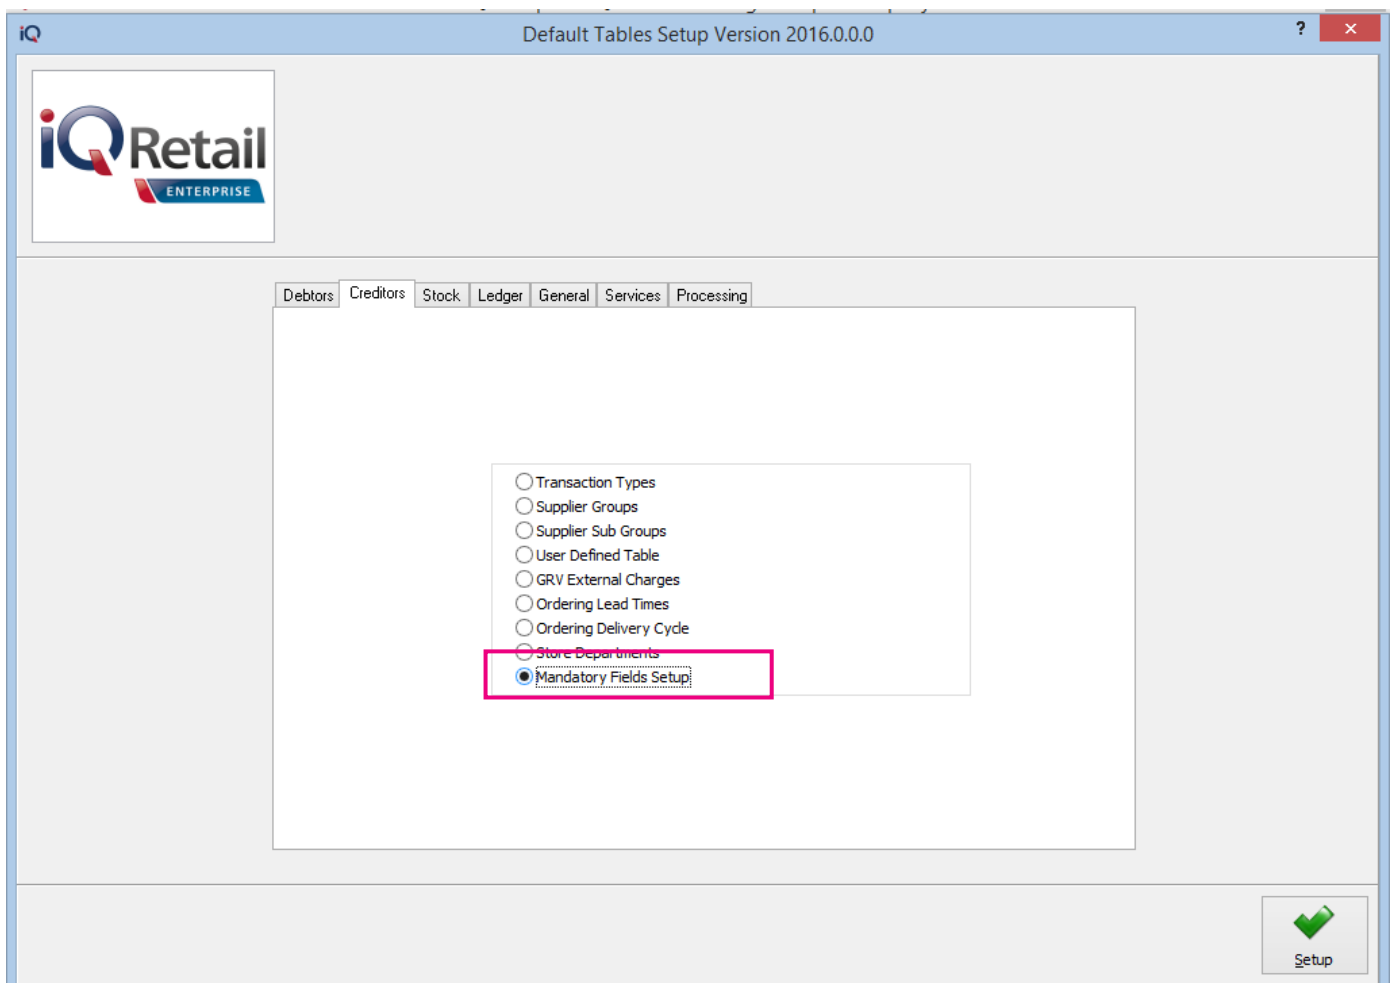 iQ
Default Tables Setup Version 2016.0.0.0
?
iQ Retail
ENTERPRISE
Debtors Creditors Stock Ledger General Services Processing
Transaction Types
Supplier Groups
Supplier Sub Groups
User Defined Table
GRV External Charges
Ordering Lead Times
Ordering Delivery Cycle
Store Departments
Mandatory Fields Setup
Setup